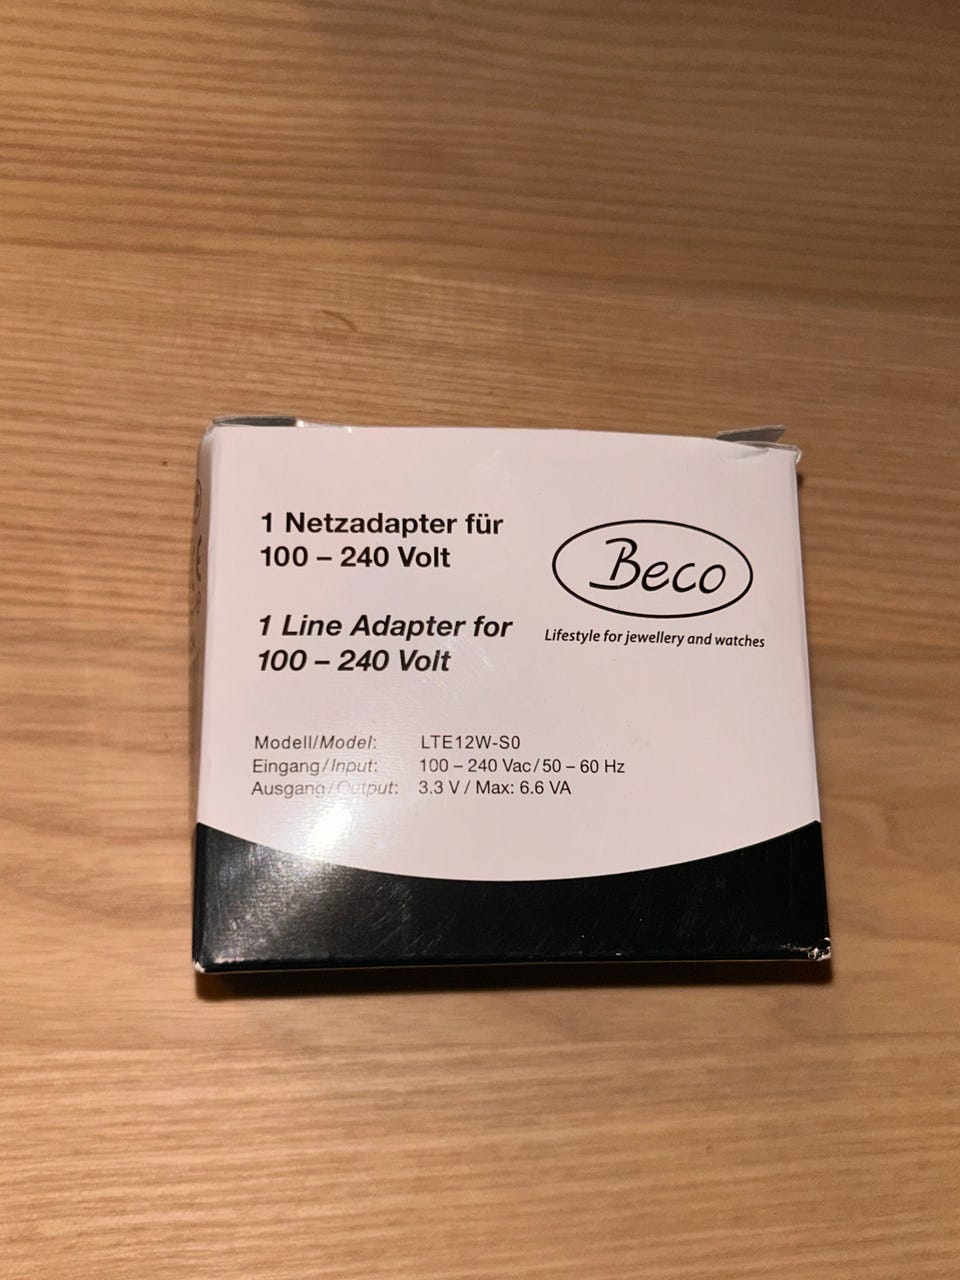 1 Netzadapter für
100 – 240 Volt
1 Line Adapter for
100 – 240 Volt
Beco
Lifestyle for jewellery and watches
Modell/Model: LTE12W-S0
Eingang/Input: 100 – 240 Vac/50 – 60 Hz
Ausgang/Output: 3.3 V / Max: 6.6 VA